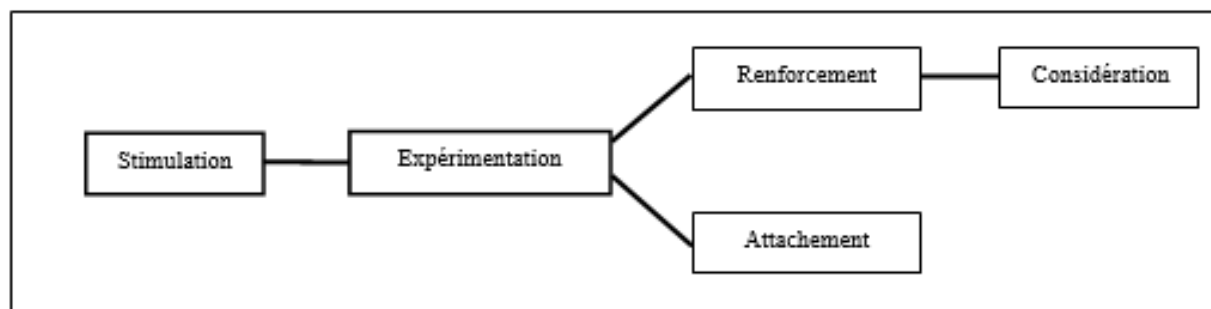 Renforcement
Considération
Stimulation
Expérimentation
Attachement